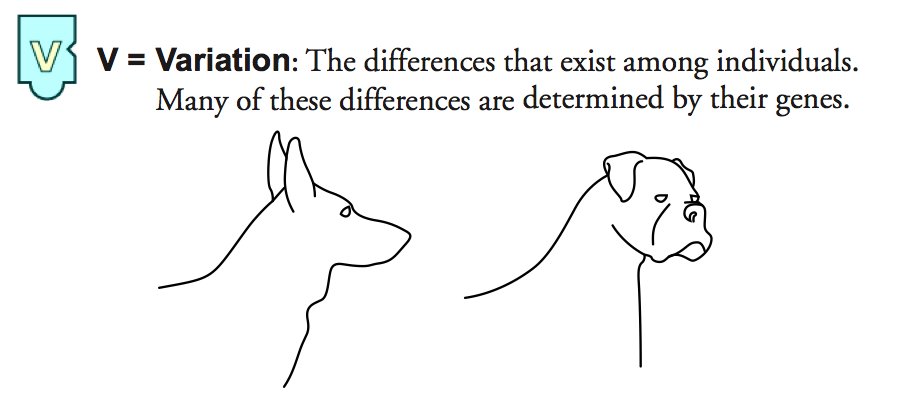 V
V = Variation: The differences that exist among individuals.
Many of these differences are determined by their genes.